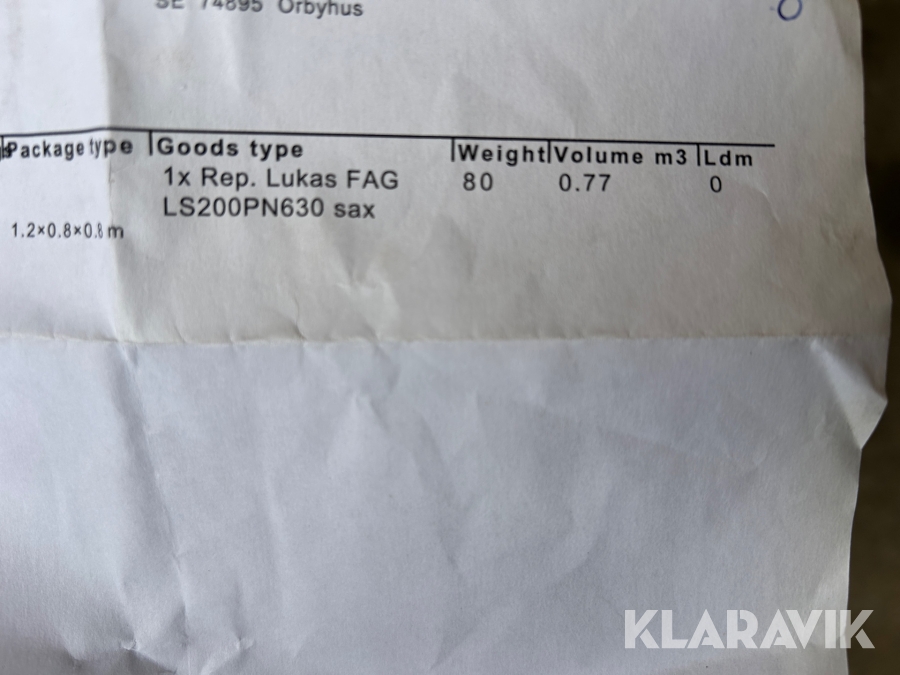 SE 74895 Örbyhus
Package type Goods type Weight Volume m3 Ldm
1x Rep. Lukas FAG 80 0.77 0
LS200PN630 sax
1.2×0.8×0.8 m
KLARAVIK